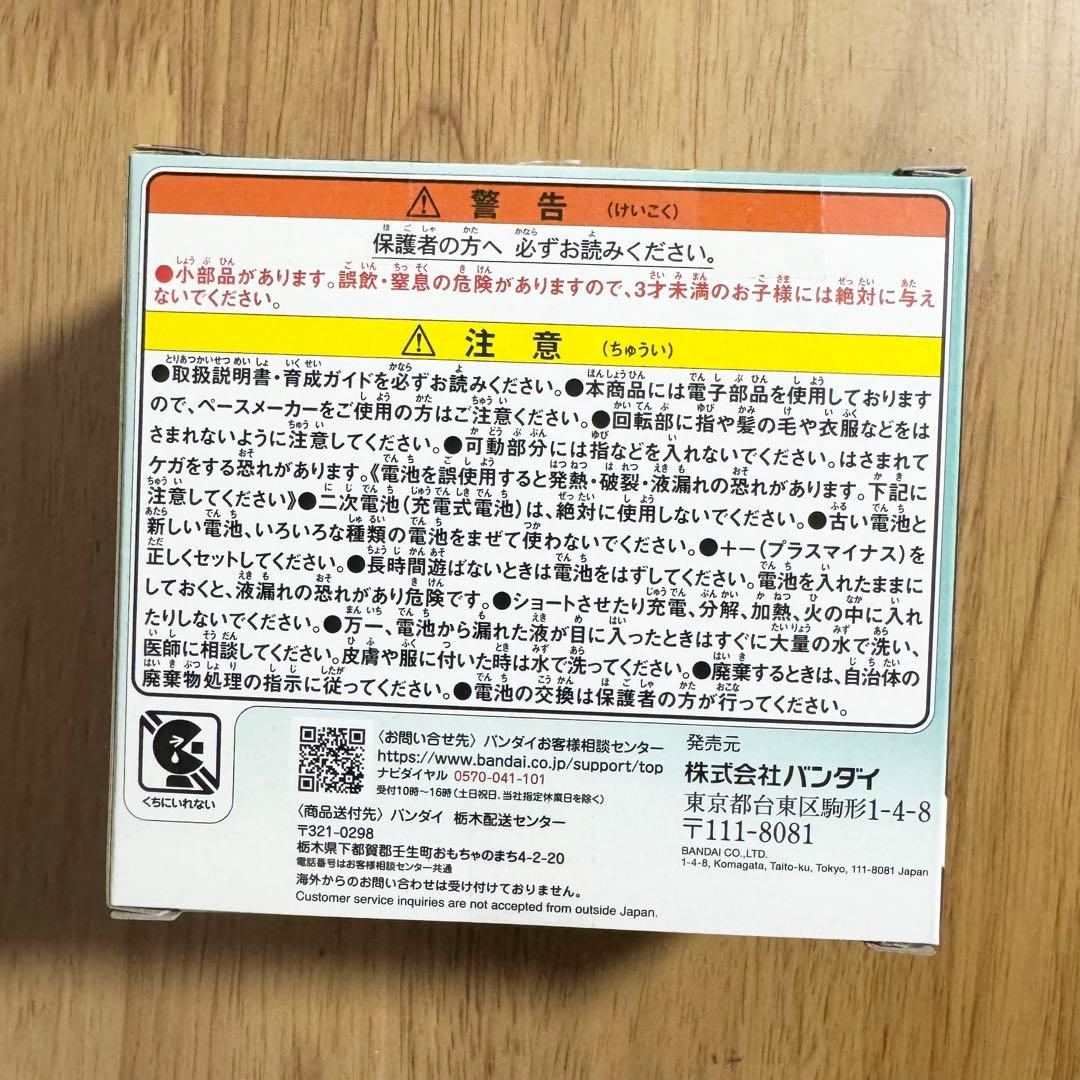 警告 (けいこく)
保護者の方へ 必ずお読みください。
●小部品があります。誤飲・窒息の危険がありますので、3才未満のお子様には絶対に与え
ないでください。
注意 (ちゅうい)
●取扱説明書・育成ガイドを必ずお読みください。●本商品には電子部品を使用しております
ので、ペースメーカーをご使用の方はご注意ください。●回転部に指や髪の毛や衣服などをは
さまれないように注意してください。●可動部分には指などを入れないでください。はさまれて
ケガをする恐れがあります。《電池を誤使用すると発熱・破裂・液漏れの恐れがあります。下記に
注意してください》●二次電池(充電式電池)は、絶対に使用しないでください。●古い電池と
新しい電池、いろいろな種類の電池をまぜて使わないでください。●+-(プラスマイナス)を
正しくセットしてください。●長時間遊ばないときは電池をはずしてください。電池を入れたままに
しておくと、液漏れの恐れがあり危険です。●ショートさせたり充電、分解、加熱、火の中に入れ
たりしないでください。●万一、電池から漏れた液が目に入ったときはすぐに大量の水で洗い、
医師に相談してください。皮膚や服に付いた時は水で洗ってください。●廃棄するときは、自治体の
廃棄物処理の指示に従ってください。●電池の交換は保護者の方が行ってください。
くちにいれない
〈お問い合せ先〉バンダイお客様相談センター
https://www.bandai.co.jp/support/top
ナビダイヤル 0570-041-101
受付10時〜16時(土日祝日、当社指定休業日を除く)
〈商品送付先〉バンダイ 栃木配送センター
〒321-0298
栃木県下都賀郡壬生町おもちゃのまち4-2-20
電話番号はお客様相談センター共通
海外からのお問い合わせは受け付けておりません。
Customer service inquiries are not accepted from outside Japan.
発売元
株式会社バンダイ
東京都台東区駒形1-4-8
〒111-8081
BANDAI CO.,LTD.
1-4-8, Komagata, Taito-ku, Tokyo, 111-8081 Japan